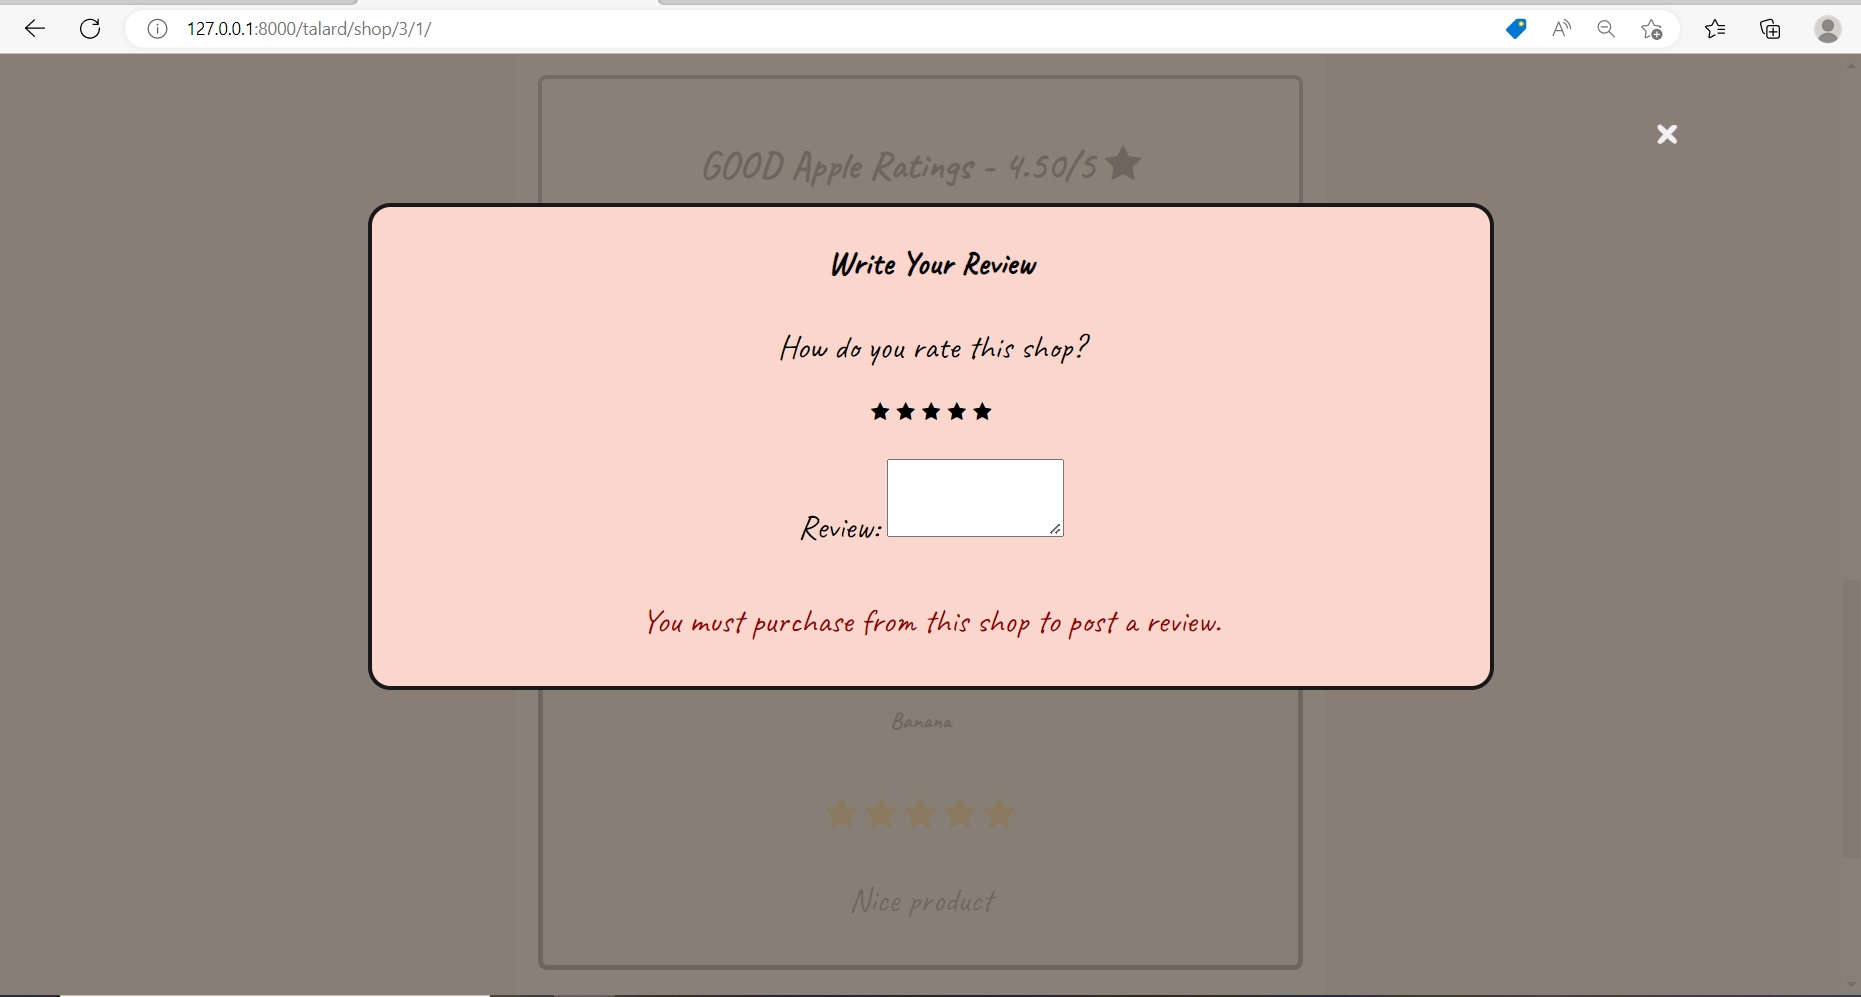 127.0.0.1:8000/talard/shop/3/1/
GOOD Apple Ratings - 4.50/5
Write Your Review
How do you rate this shop?
Review:
You must purchase from this shop to post a review.
Banana
Nice product